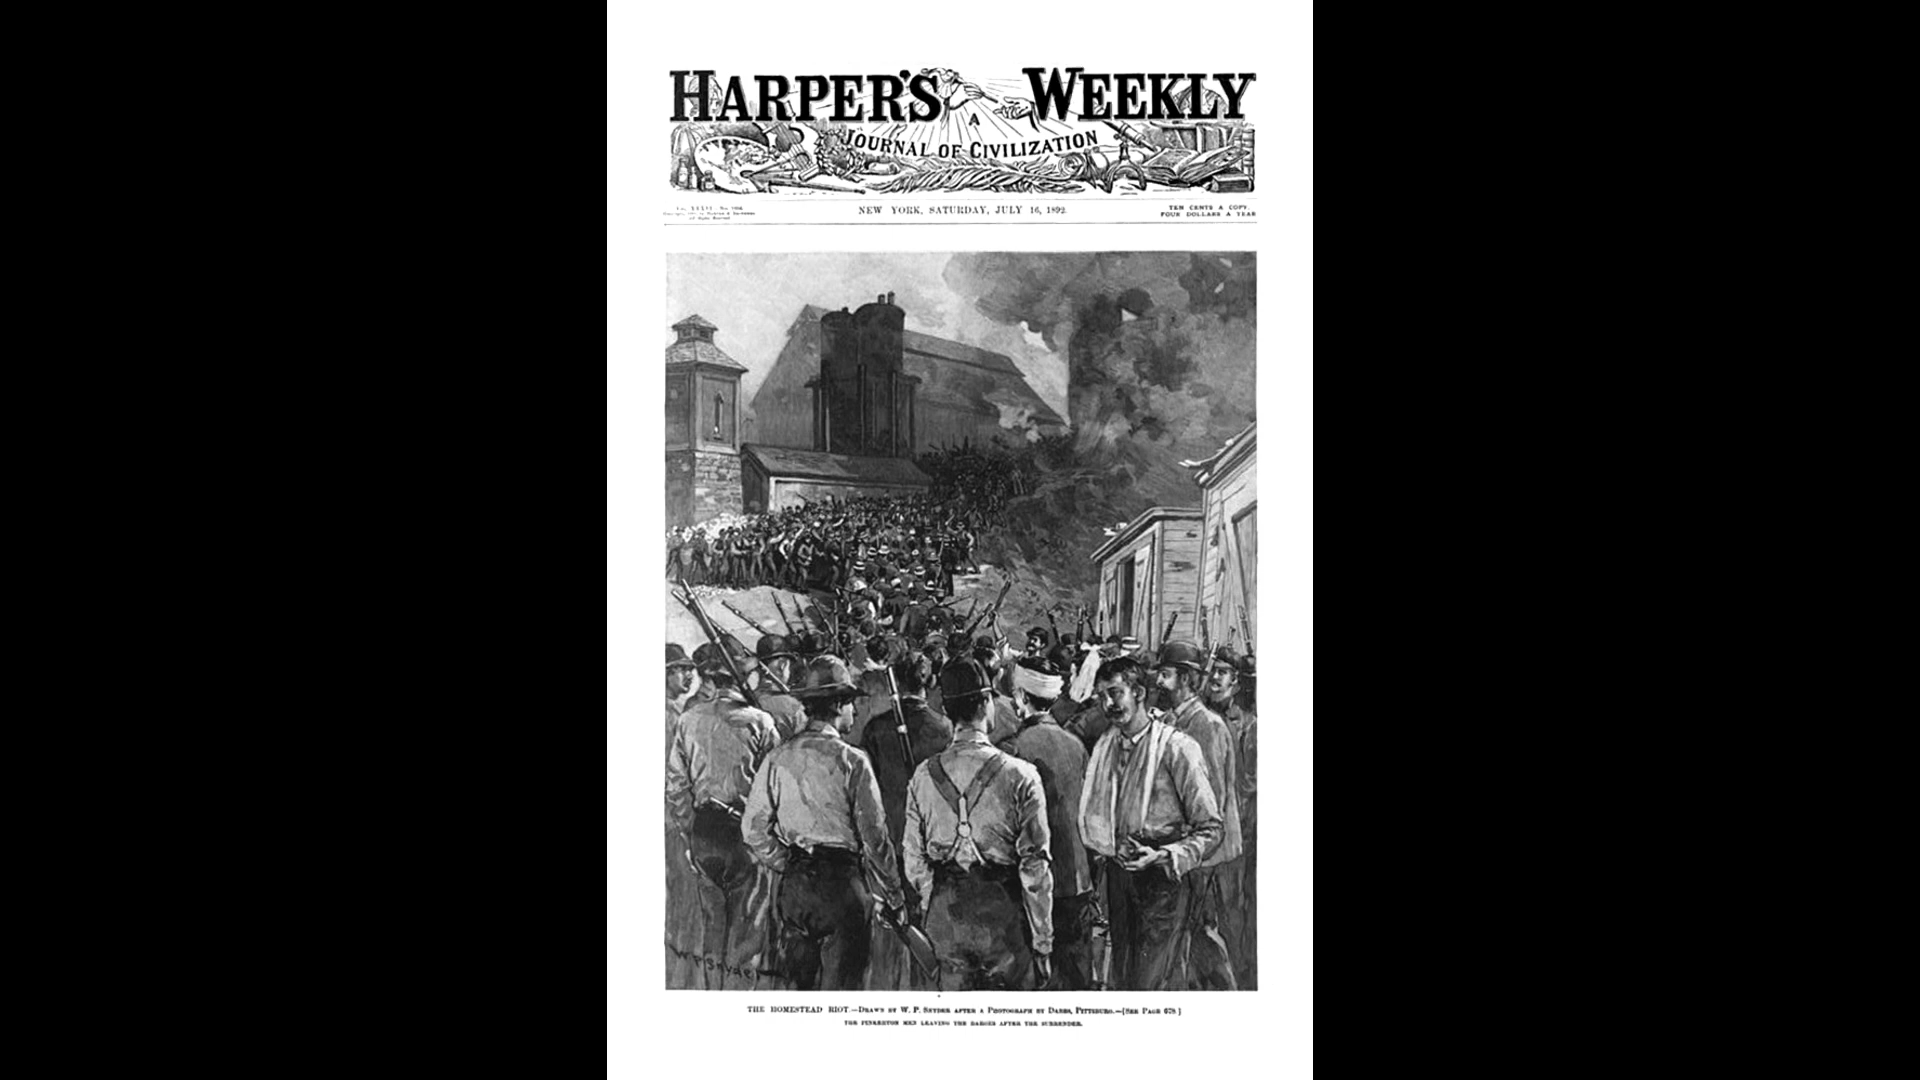 HARPER'S WEEKLY
A
JOURNAL OF CIVILIZATION
NEW YORK, SATURDAY, JULY 16, 1892.
TEN CENTS A COPY.
FOUR DOLLARS A YEAR
W. P. Snyder
THE HOMESTEAD RIOT.—DRAWN BY W. P. SNYDER AFTER A PHOTOGRAPH BY DABBS, PITTSBURG.—[SEE PAGE 678.]
THE PINKERTON MEN LEAVING THE BARGES AFTER THE SURRENDER.